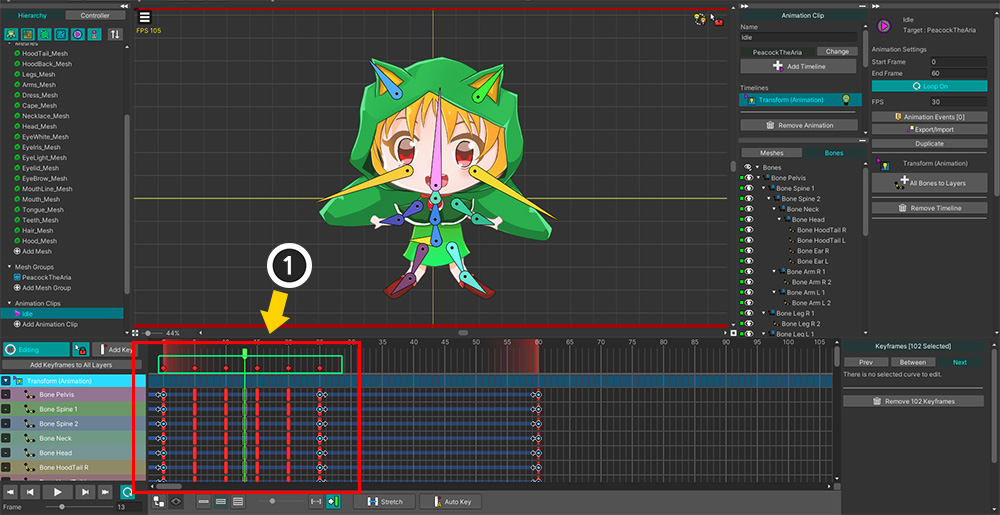 Hierarchy
Controller
Meshes
HoodTail_Mesh
HoodBack_Mesh
Legs_Mesh
Arms_Mesh
Dress_Mesh
Cape_Mesh
Necklace_Mesh
Head_Mesh
EyeWhite_Mesh
EyeIris_Mesh
EyeLight_Mesh
Eyelid_Mesh
EyeBrow_Mesh
MouthLine_Mesh
Mouth_Mesh
Tongue_Mesh
Teeth_Mesh
Hair_Mesh
Hood_Mesh
Add Mesh
Mesh Groups
PeacockTheAria
Add Mesh Group
Animation Clips
Idle
Add Animation Clip
FPS 105
44%
1
Animation Clip
Name
Idle
PeacockTheAria Change
Add Timeline
Timelines
Transform (Animation)
Remove Animation
Meshes Bones
Bones
Bone Pelvis
Bone Spine 1
Bone Spine 2
Bone Neck
Bone Head
Bone HoodTail R
Bone HoodTail L
Bone Ear R
Bone Ear L
Bone Arm R 1
Bone Arm R 2
Bone Arm L 1
Bone Arm L 2
Bone Leg R 1
Bone Leg R 2
Bone Leg L 1
Idle
Target : PeacockTheAria
Animation Settings
Start Frame 0
End Frame 60
Loop On
FPS 30
Animation Events [0]
Export/Import
Duplicate
Transform (Animation)
All Bones to Layers
Remove Timeline
Editing
Add Key
Add Keyframes to All Layers
Transform (Animation)
Bone Pelvis
Bone Spine 1
Bone Spine 2
Bone Neck
Bone Head
Bone HoodTail R
Frame 13
35 40 45 50 55 60 65 70 75 80 85 90 95 100 105
Stretch
Auto Key
Keyframes [102 Selected]
Prev Between Next
There is no selected curve to edit.
Remove 102 Keyframes